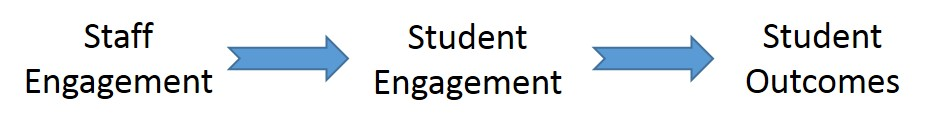 Staff
Engagement
Student
Engagement
Student
Outcomes